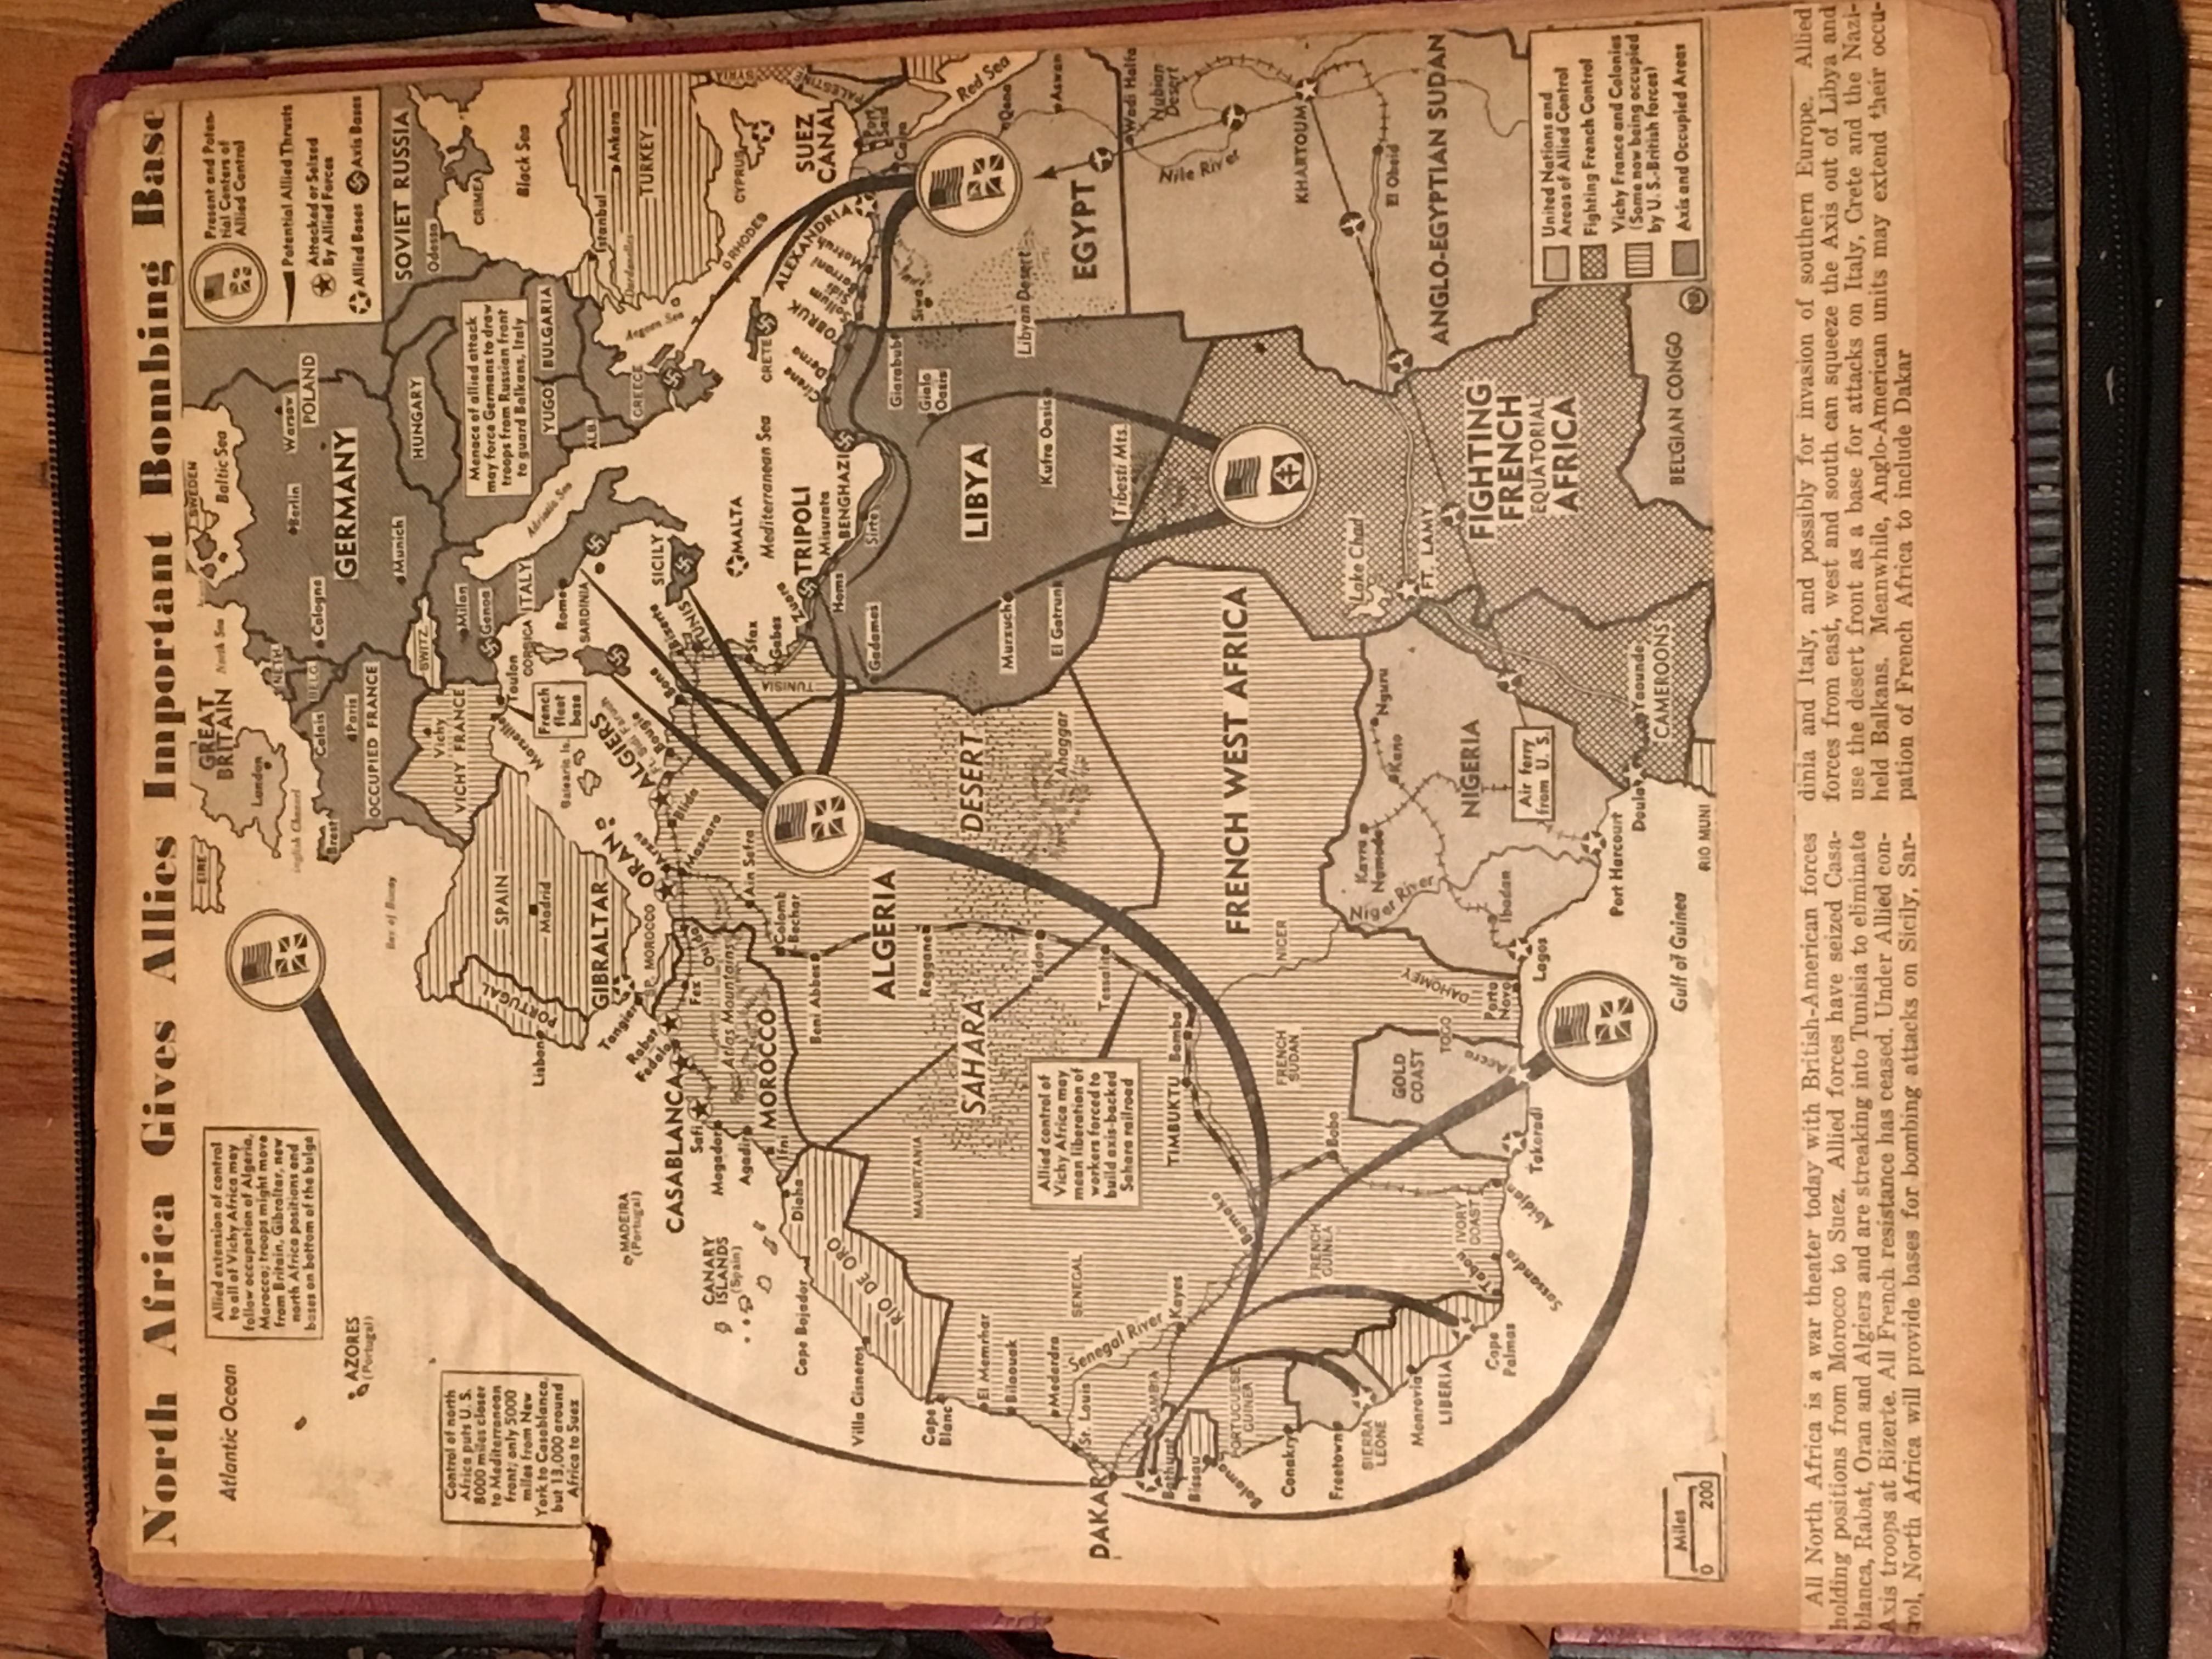 North Africa Gives Allies Important Bombing Base
Atlantic Ocean
Allied extension of control
to all of Vichy Africa may
follow occupation of Algeria,
Morocco; troops might move
from Britain, Gibraltar, new
north Africa positions and
bases on bottom of the bulge
EIRE
GREAT
BRITAIN
North Sea
SWEDEN
Baltic Sea
London
English Channel
NETH.
BELG.
Present and Poten-
tial Centers of
Allied Control
Potential Allied Thrusts
Attacked or Seized
By Allied Forces
Allied Bases
Axis Bases
AZORES
(Portugal)
Brest
Calais
Cologne
Berlin
Warsaw
POLAND
Paris
OCCUPIED FRANCE
GERMANY
Bay of Biscay
Munich
HUNGARY
SOVIET RUSSIA
Odessa
SWITZ.
Vichy
VICHY FRANCE
Control of north
Africa puts U. S.
8000 miles closer
to Mediterranean
front; only 5000
miles from New
York to Casablanca,
but 13,000 around
Africa to Suez
Milan
Genoa
Menace of allied attack
may force Germans to draw
troops from Russian front
to guard Balkans, Italy
CRIMEA
Black Sea
SPAIN
PORTUGAL
Lisbon
Madrid
Marseille
Toulon
French
fleet
base
CORSICA
ITALY
Adriatic Sea
Rome
YUGO.
BULGARIA
Balearic Is.
SARDINIA
ALB.
Istanbul
Ankara
Dardanelles
TURKEY
GREECE
Aegean Sea
MADEIRA
(Portugal)
GIBRALTAR
Tangier
Rabat
Fedala
SP. MOROCCO
ORAN
Arzeu
ALGIERS
Ft. Sidi Faruch
Bougie
Bone
Bizerte
TUNIS
SICILY
CASABLANCA
Safi
Fez
Oujda
Mascara
Blida
Mogador
Atlas Mountains
CANARY
ISLANDS
(Spain)
Agadir
MOROCCO
Ifni
Ain Sefra
Colomb
Bechar
Sfax
Gabes
TUNISIA
MALTA
Mediterranean Sea
CRETE
RHODES
CYPRUS
SYRIA
Cape Bojador
Diaha
Beni Abbes
Zuara
TRIPOLI
Misurata
Homs
BENGHAZI
Cirene
Derna
TOBRUK
Sollum
Sidi
Barrani
Matruh
ALEXANDRIA
SUEZ
CANAL
PALESTINE
Port
Said
Cairo
Villa Cisneros
RIO DE ORO
ALGERIA
Gadames
Sirte
Giarabub
Siwa
Cape
Blanc
MAURITANIA
Reggane
Gialo
Oasis
SAHARA
DESERT
LIBYA
Red Sea
El Memrhar
Bilaouak
Murzuch
Libyan Desert
Qena
Medardra
SENEGAL
Bidon
Ahaggar
El Gatrun
Kufra Oasis
Aswan
Allied control of
Vichy Africa may
mean liberation of
workers forced to
build axis-backed
Sahara railroad
DAKAR
St. Louis
Senegal River
Tessalit
Tibesti Mts.
EGYPT
Wadi Halfa
Nubian
Desert
Nile River
GAMBIA
Bathurst
Kayes
TIMBUKTU
Bamba
Bissau
Bolama
PORTUGUESE
GUINEA
Bamako
FRENCH WEST AFRICA
Conakry
FRENCH
GUINEA
FRENCH
SUDAN
NIGER
KHARTOUM
Freetown
SIERRA
LEONE
Bobo
Niger River
Kavra
Namoda
Kano
Nguru
Lake Chad
El Obeid
GOLD
COAST
Monrovia
LIBERIA
TOGO
DAHOMEY
FT. LAMY
ANGLO-EGYPTIAN SUDAN
Cape
Palmas
Tabou
IVORY
COAST
Sassandra
Abidjan
Takoradi
Accra
Porto
Novo
Lagos
Ibadan
NIGERIA
Air ferry
from U. S.
FIGHTING
FRENCH
EQUATORIAL
AFRICA
Port Harcourt
Doula
Yaounde
CAMEROONS
BELGIAN CONGO
Gulf of Guinea
RIO MUNI
Miles
0 200
United Nations and
Areas of Allied Control
Fighting French Control
Vichy France and Colonies
(Some now being occupied
by U. S.-British forces)
Axis and Occupied Areas
All North Africa is a war theater today with British-American forces
holding positions from Morocco to Suez. Allied forces have seized Casa-
blanca, Rabat, Oran and Algiers and are streaking into Tunisia to eliminate
Axis troops at Bizerte. All French resistance has ceased. Under Allied con-
trol, North Africa will provide bases for bombing attacks on Sicily, Sar-
dinia and Italy, and possibly for invasion of southern Europe. Allied
forces from east, west and south can squeeze the Axis out of Libya and
use the desert front as a base for attacks on Italy, Crete and the Nazi-
held Balkans. Meanwhile, Anglo-American units may extend their occu-
pation of French Africa to include Dakar